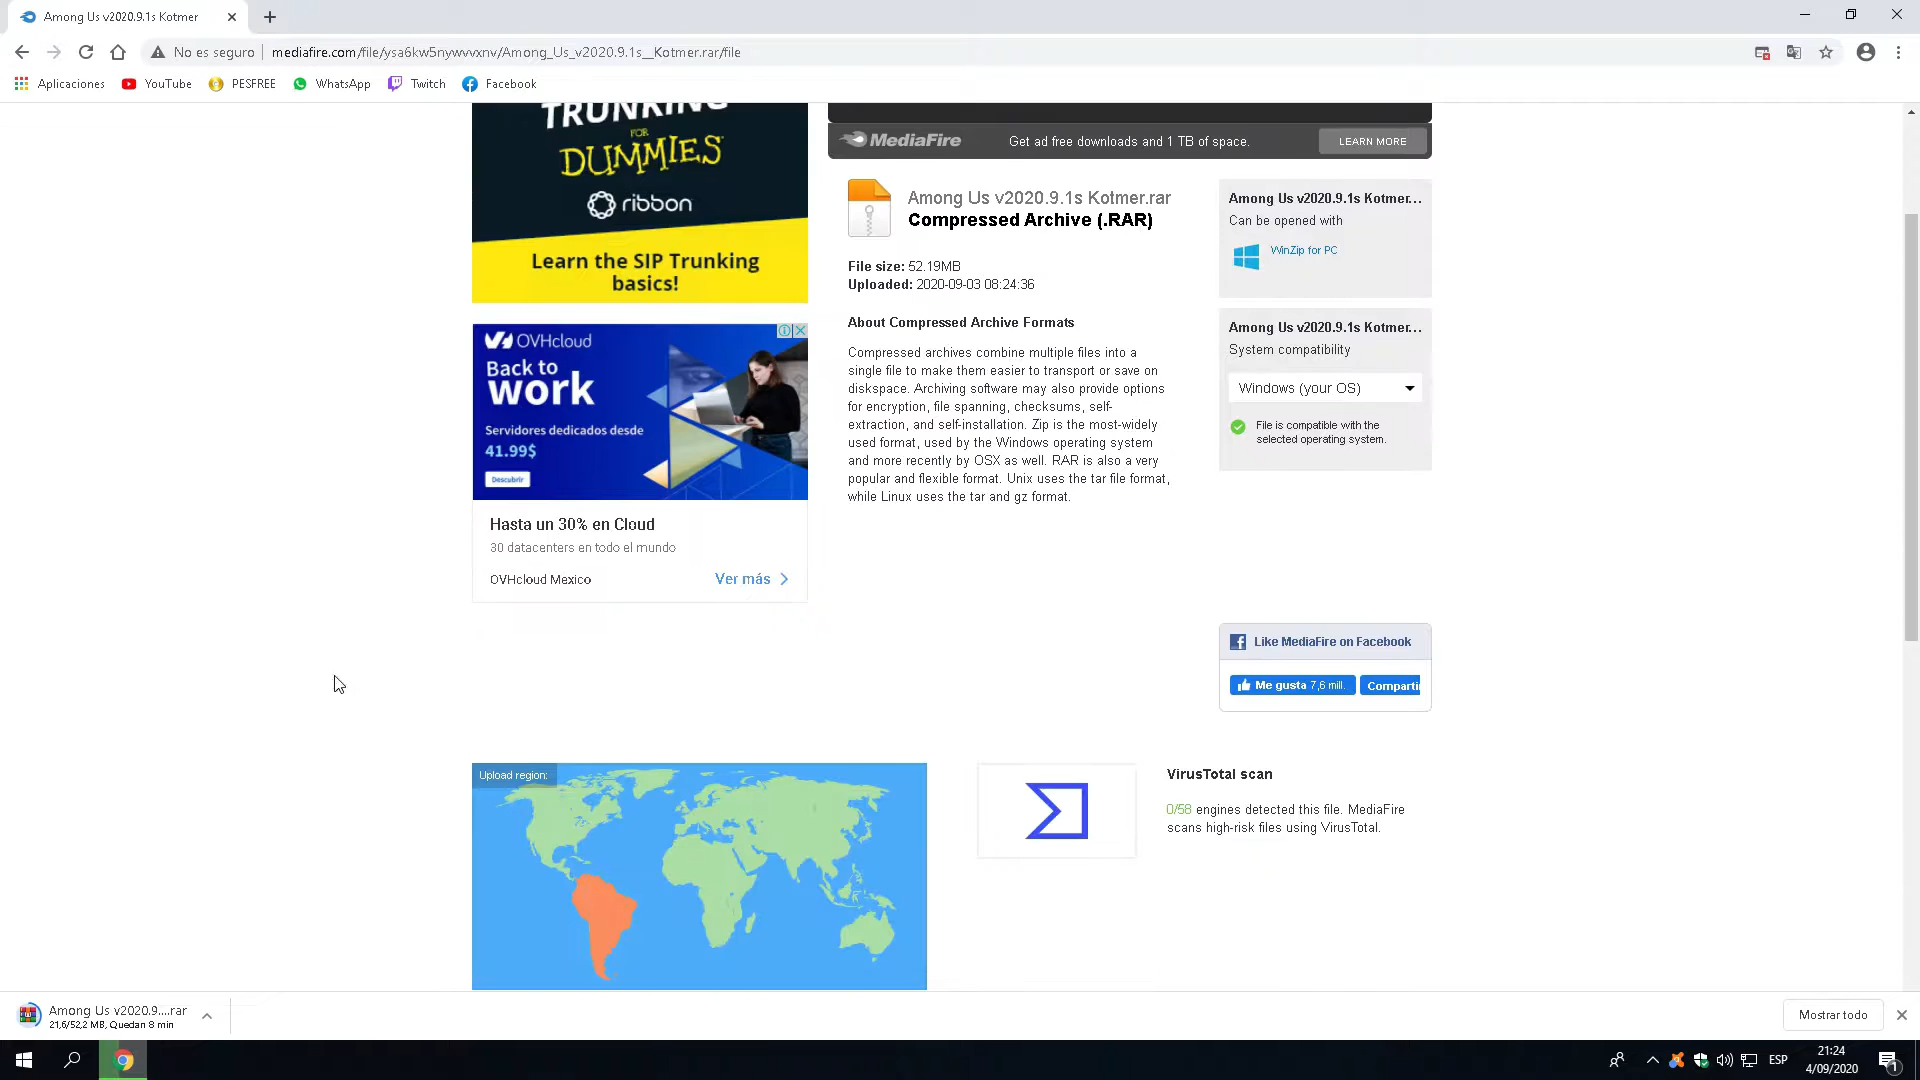 Among Us v2020.9.1s Kotmer
No es seguro
mediafire.com/file/ysa6kw5nywvvxnv/Among_Us_v2020.9.1s__Kotmer.rar/file
Aplicaciones
YouTube
PESFREE
WhatsApp
Twitch
Facebook
TRUNKING
FOR
DUMMIES
ribbon
Learn the SIP Trunking
basics!
MediaFire
Get ad free downloads and 1 TB of space.
LEARN MORE
Among Us v2020.9.1s Kotmer.rar
Compressed Archive (.RAR)
File size: 52.19MB
Uploaded: 2020-09-03 08:24:36
About Compressed Archive Formats
Compressed archives combine multiple files into a
single file to make them easier to transport or save on
diskspace. Archiving software may also provide options
for encryption, file spanning, checksums, self-
extraction, and self-installation. Zip is the most-widely
used format, used by the Windows operating system
and more recently by OSX as well. RAR is also a very
popular and flexible format. Unix uses the tar file format,
while Linux uses the tar and gz format.
Among Us v2020.9.1s Kotmer...
Can be opened with
WinZip for PC
Among Us v2020.9.1s Kotmer...
System compatibility
Windows (your OS)
File is compatible with the
selected operating system.
OVHcloud
Back to
work
Servidores dedicados desde
41.99$
Descubrir
Hasta un 30% en Cloud
30 datacenters en todo el mundo
OVHcloud Mexico
Ver más
Like MediaFire on Facebook
Me gusta 7,6 mill.
Comparti
Upload region:
VirusTotal scan
0/58 engines detected this file. MediaFire
scans high-risk files using VirusTotal.
Among Us v2020.9....rar
21,6/52,2 MB, Quedan 8 min
Mostrar todo
ESP
21:24
4/09/2020
1